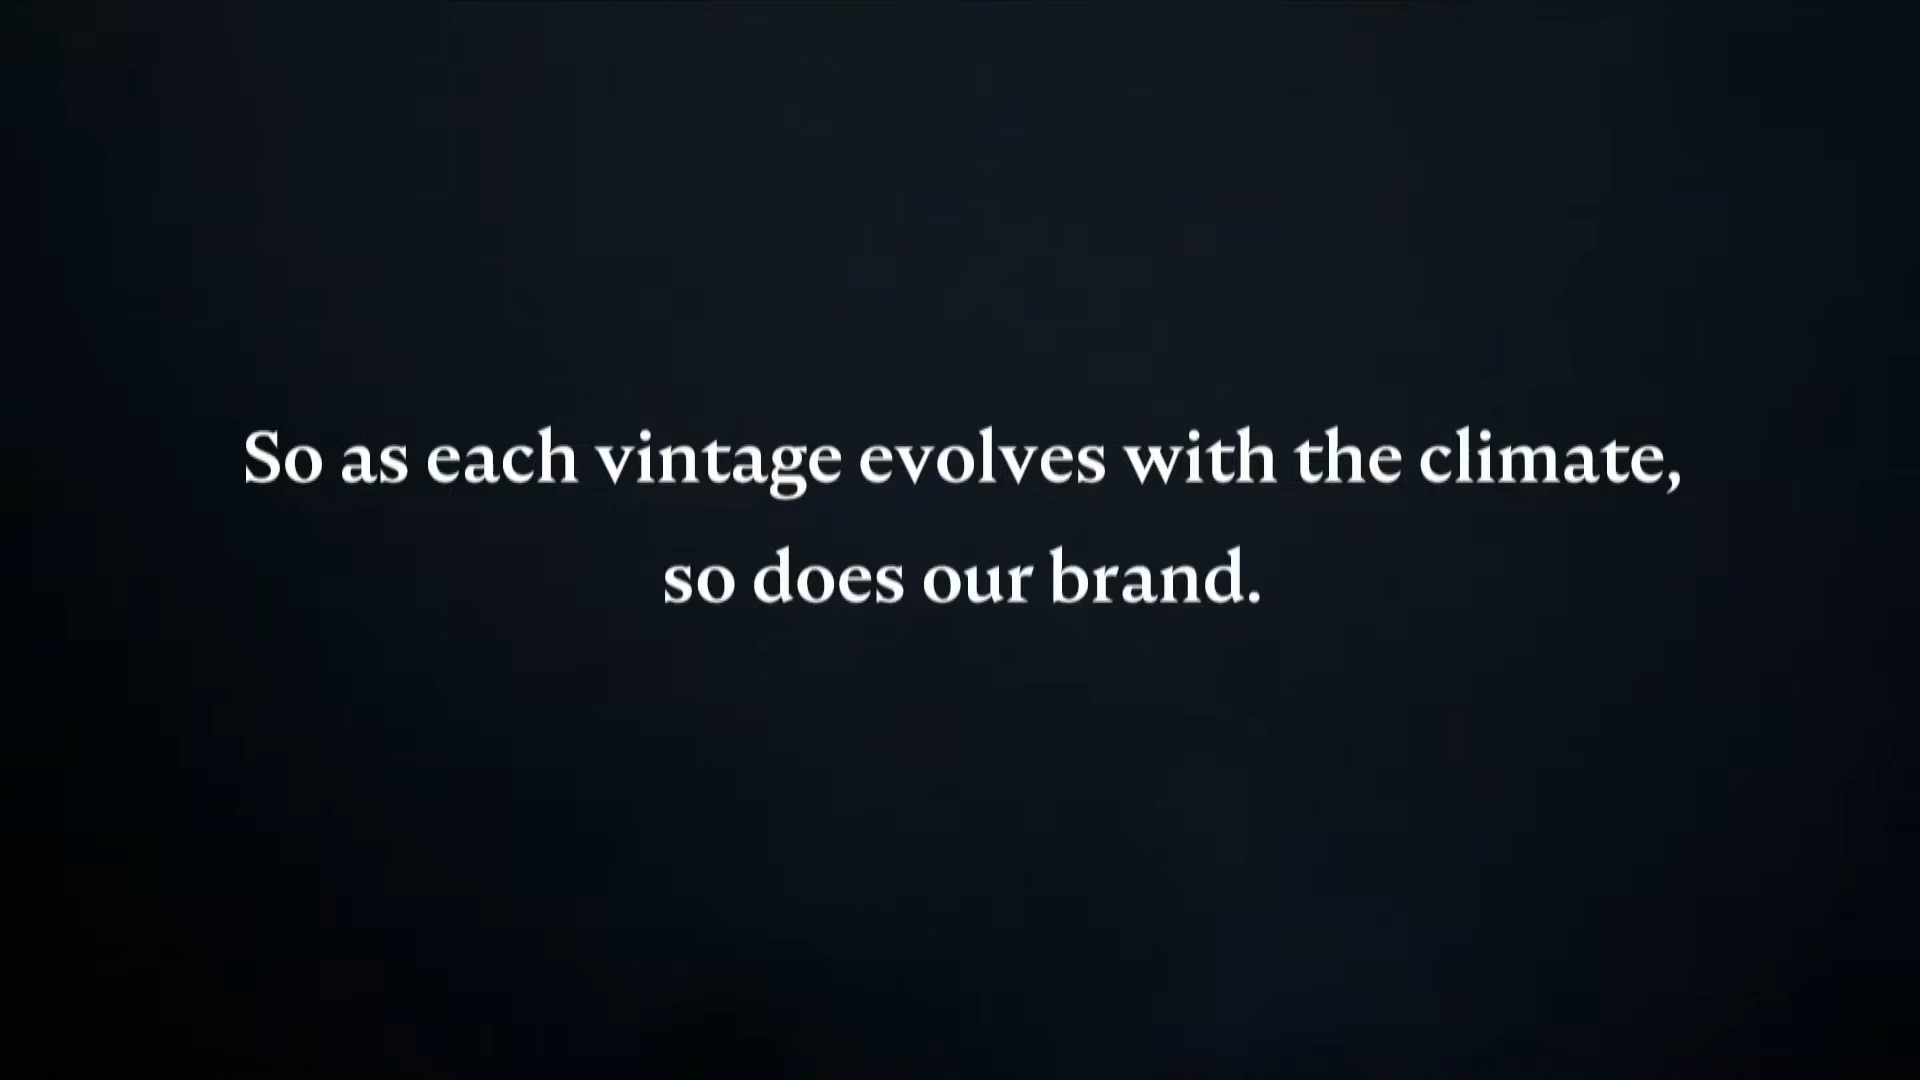 So as each vintage evolves with the climate,
so does our brand.